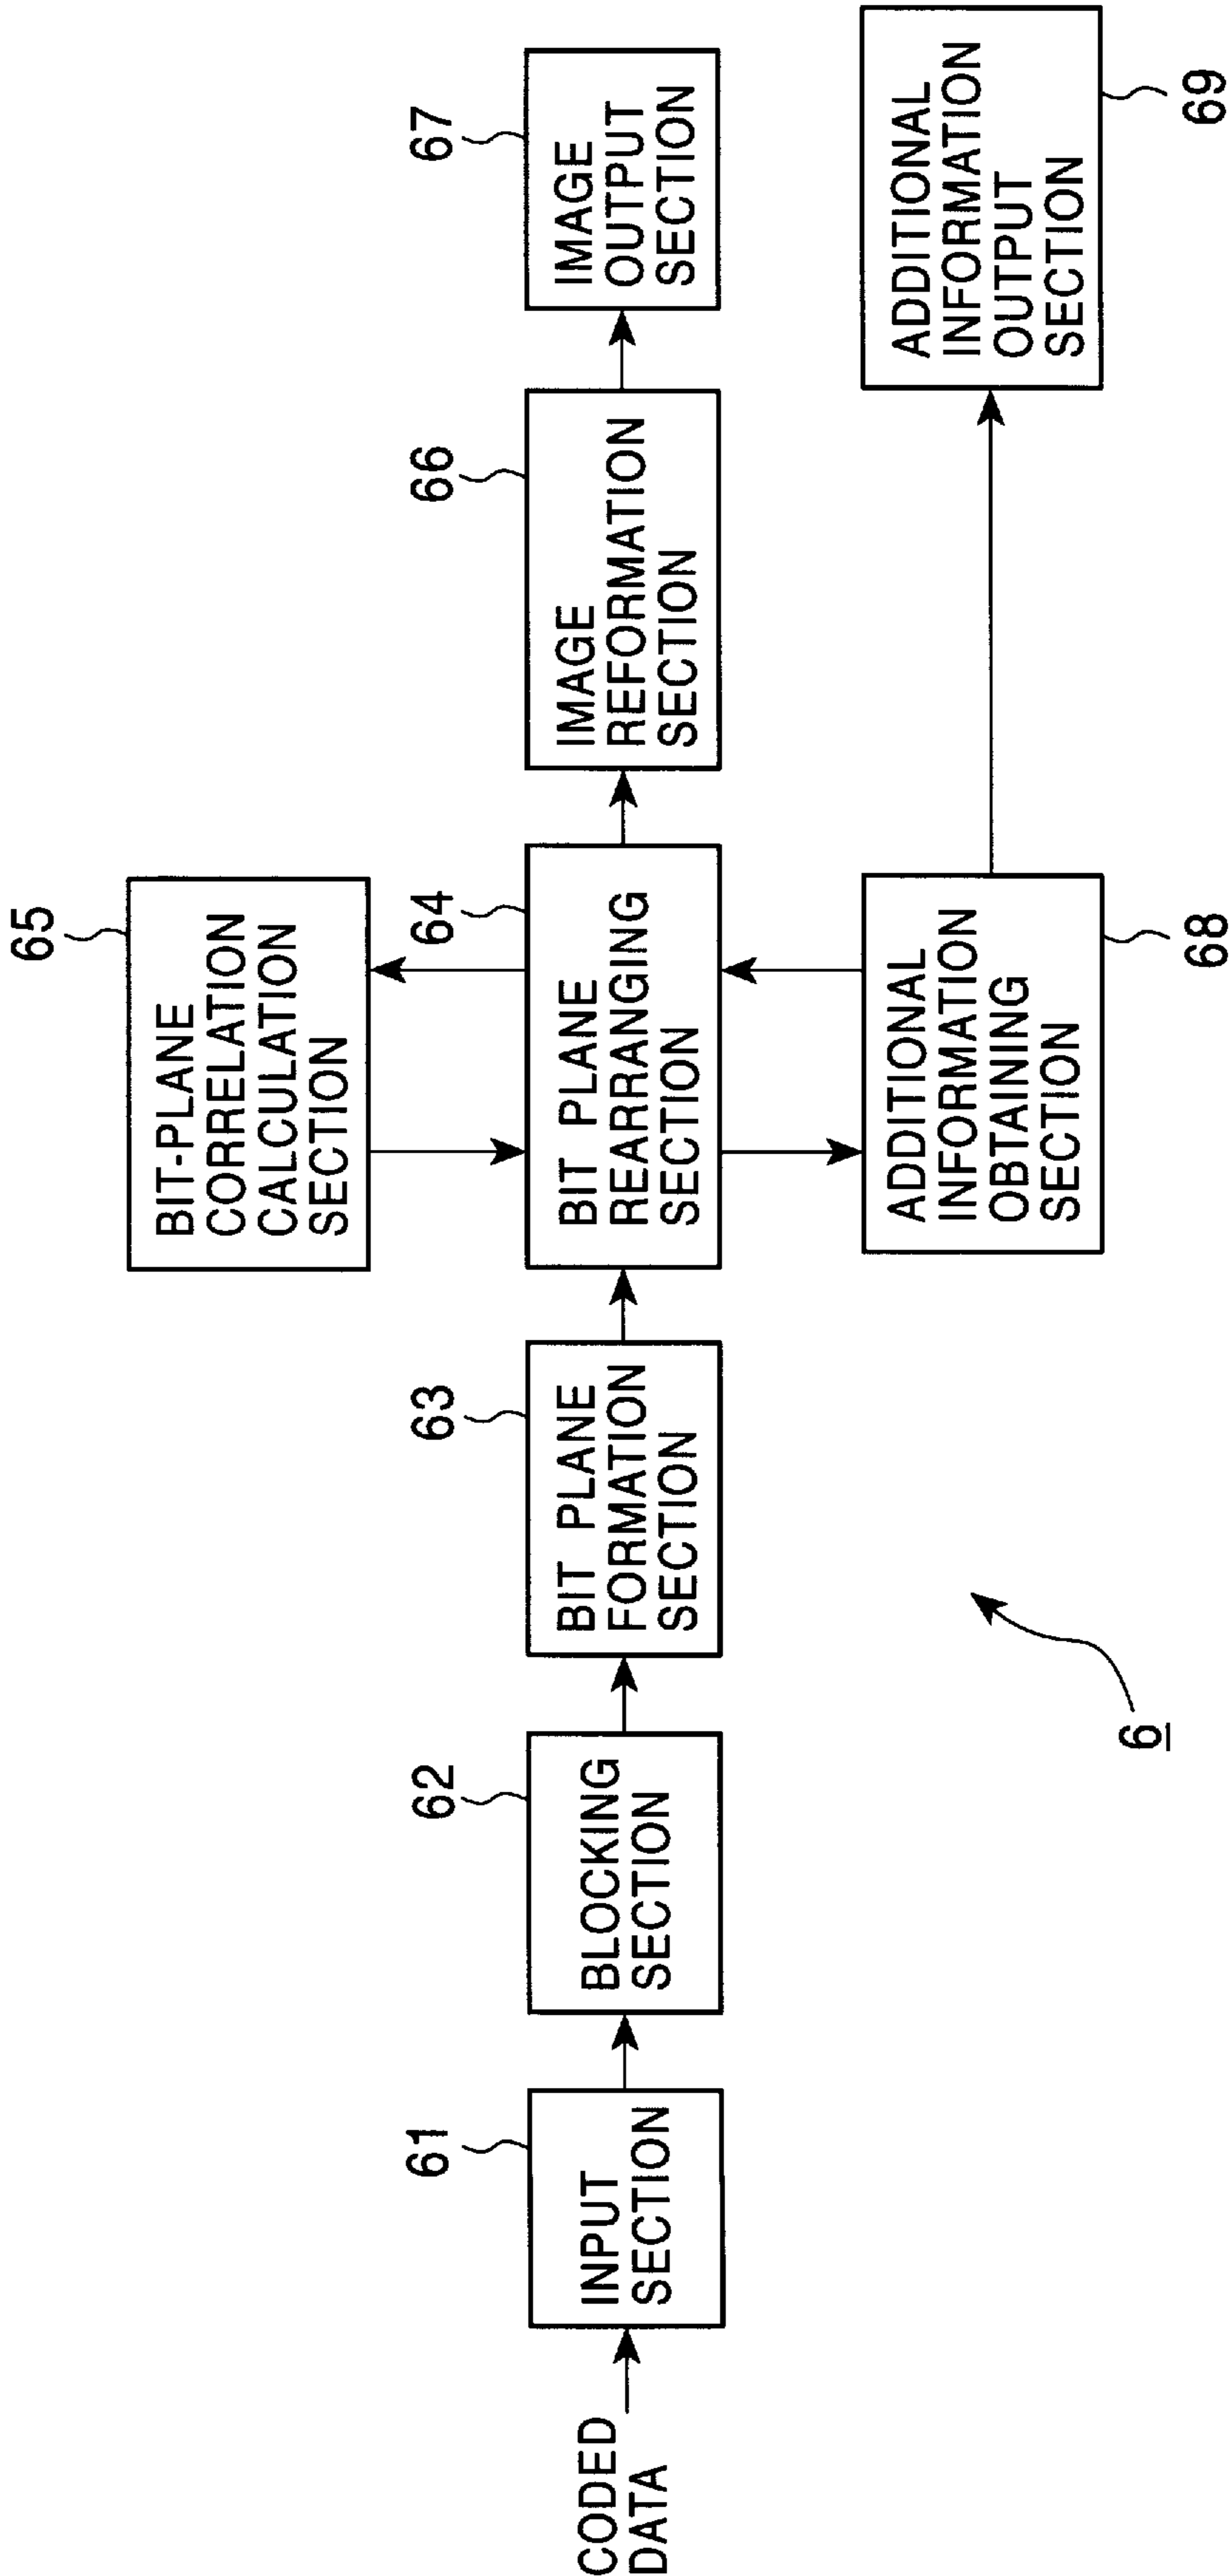 65
BIT-PLANE
CORRELATION
CALCULATION
SECTION
CODED
DATA
61
INPUT
SECTION
62
BLOCKING
SECTION
63
BIT PLANE
FORMATION
SECTION
64
BIT PLANE
REARRANGING
SECTION
66
IMAGE
REFORMATION
SECTION
67
IMAGE
OUTPUT
SECTION
ADDITIONAL
INFORMATION
OBTAINING
SECTION
68
ADDITIONAL
INFORMATION
OUTPUT
SECTION
69
6